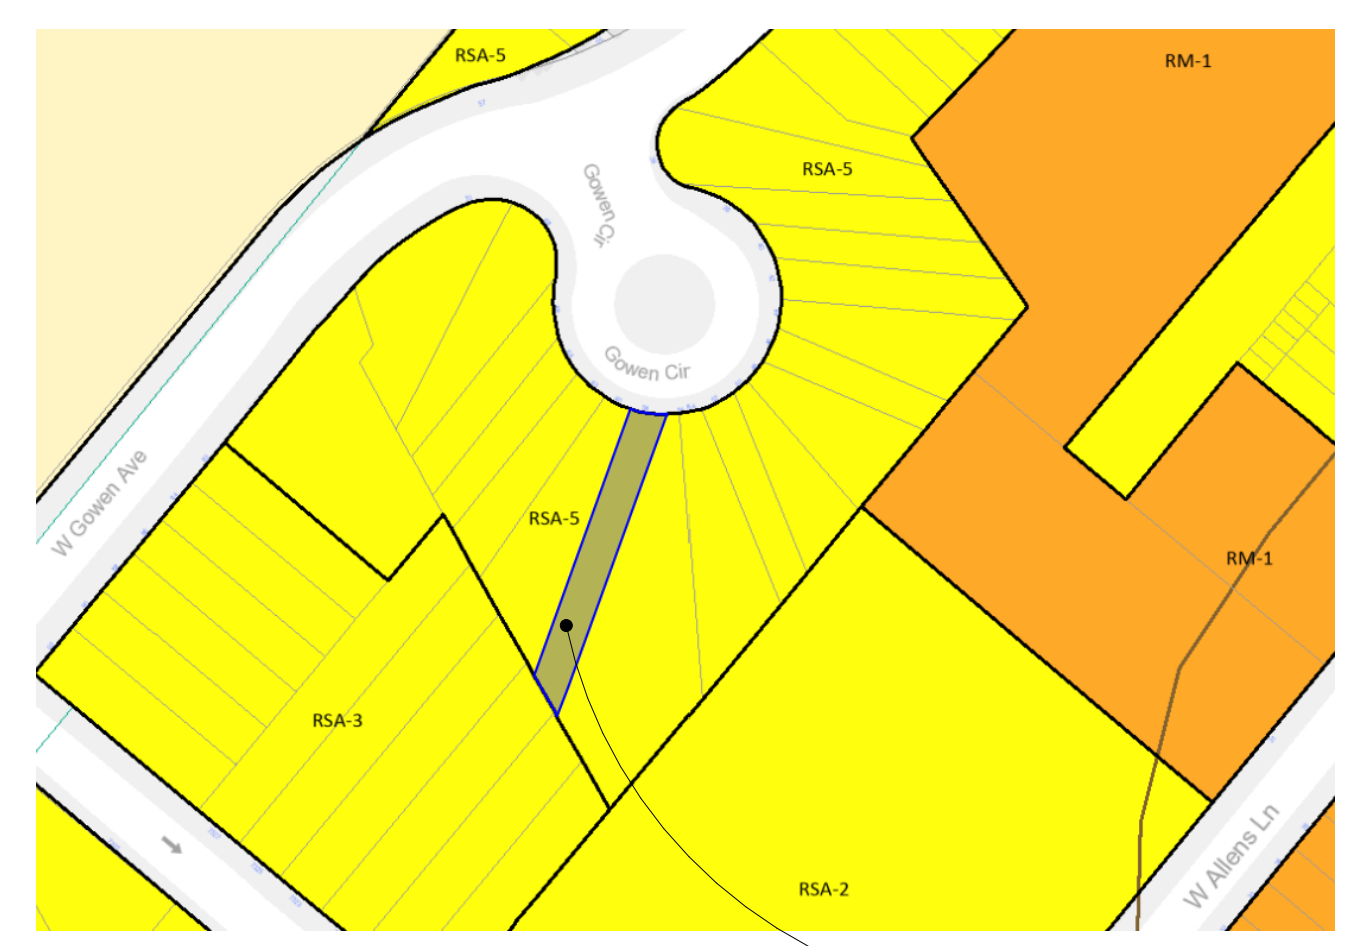 RSA-5
RM-1
RSA-5
Gowen Cir
Gowen Cir
W Gowen Ave
RSA-5
RM-1
RSA-3
RSA-2
W Allens Ln